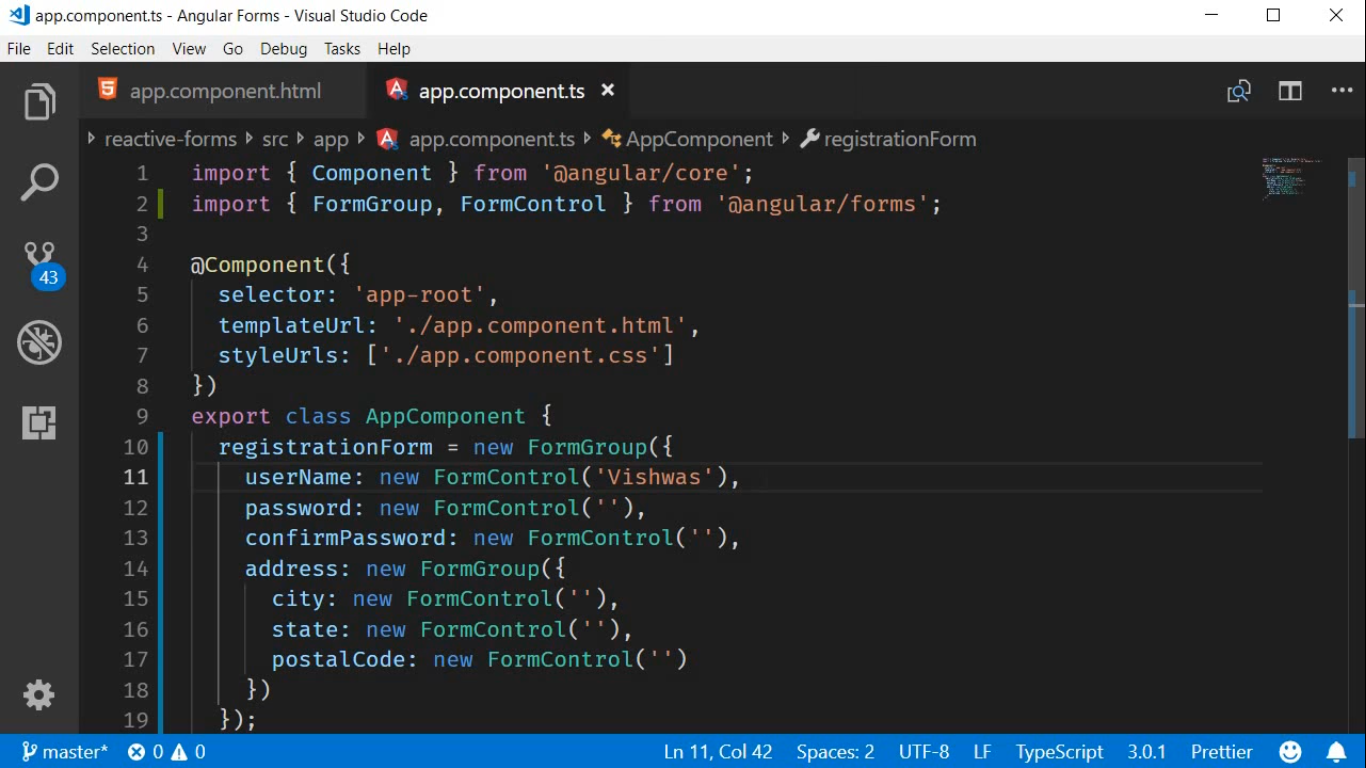 app.component.ts - Angular Forms - Visual Studio Code
File Edit Selection View Go Debug Tasks Help
app.component.html app.component.ts
reactive-forms src app app.component.ts AppComponent registrationForm
1 import { Component } from '@angular/core';
2 import { FormGroup, FormControl } from '@angular/forms';
3
4 @Component({
5   selector: 'app-root',
6   templateUrl: './app.component.html',
7   styleUrls: ['./app.component.css']
8 })
9 export class AppComponent {
10   registrationForm = new FormGroup({
11     userName: new FormControl('Vishwas'),
12     password: new FormControl(''),
13     confirmPassword: new FormControl(''),
14     address: new FormGroup({
15       city: new FormControl(''),
16       state: new FormControl(''),
17       postalCode: new FormControl('')
18     })
19   });
43
master* 0 0 Ln 11, Col 42 Spaces: 2 UTF-8 LF TypeScript 3.0.1 Prettier